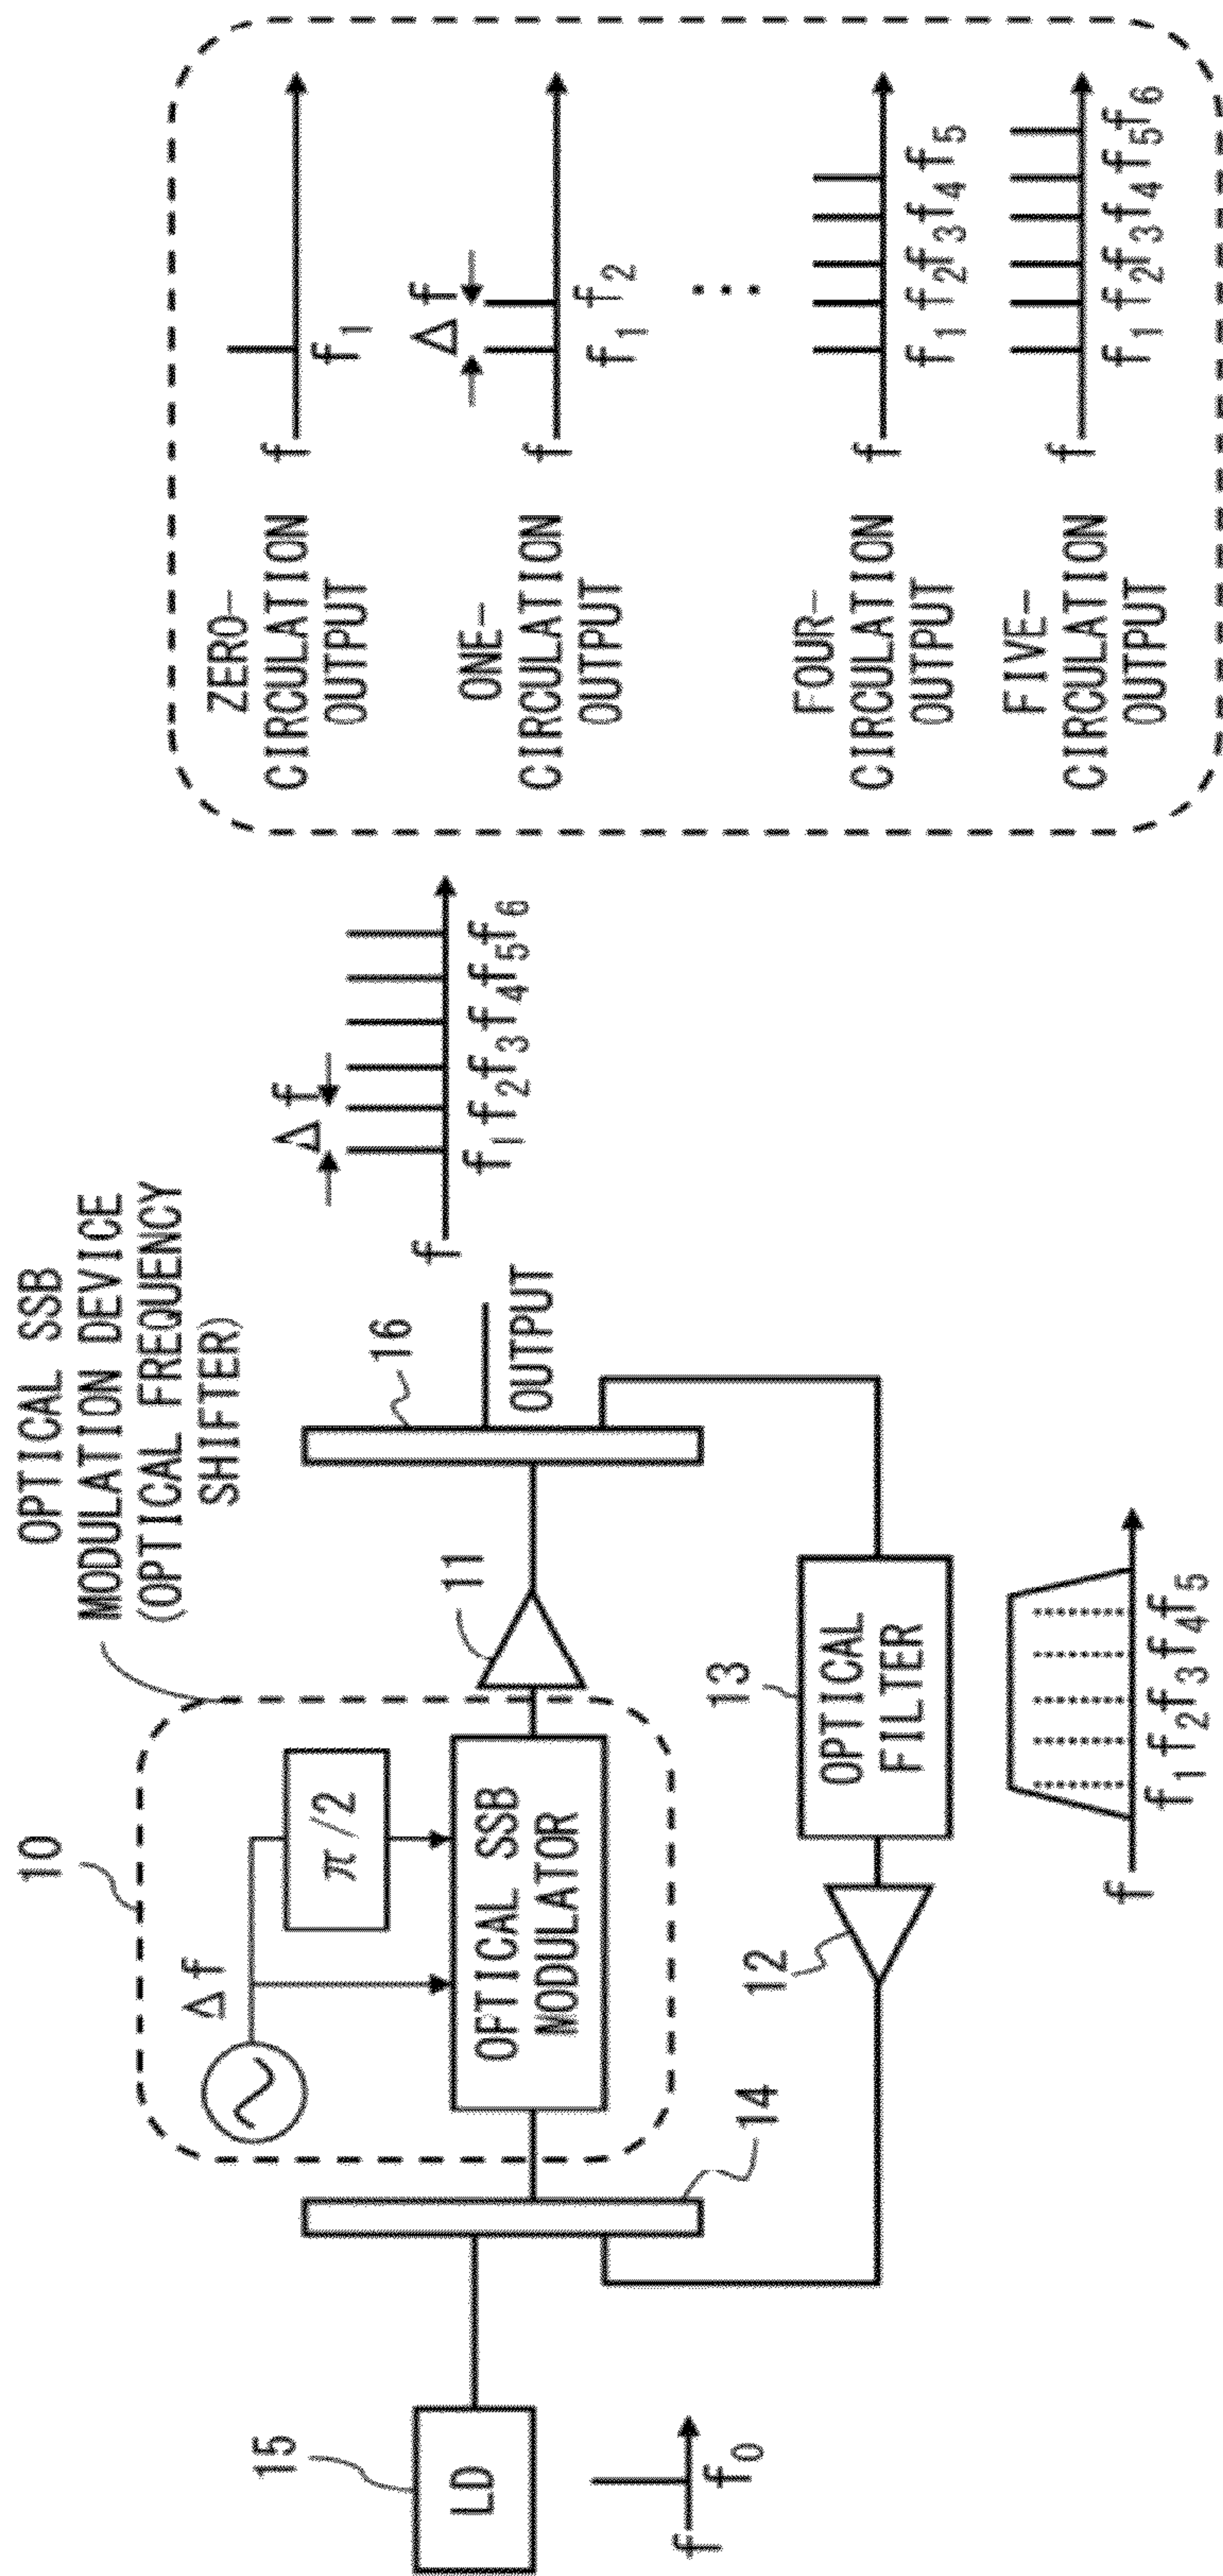 OPTICAL SSB
MODULATION DEVICE
(OPTICAL FREQUENCY
SHIFTER)
10
Δf
π/2
OPTICAL SSB
MODULATOR
11
16
OUTPUT
15
LD
f
f0
14
12
13
OPTICAL
FILTER
f
f1 f2 f3 f4 f5
Δf
f
f1 f2 f3 f4 f5 f6
ZERO-
CIRCULATION
OUTPUT
f
f1
ONE-
CIRCULATION
OUTPUT
Δf
f
f1 f2
⋮
FOUR-
CIRCULATION
OUTPUT
f
f1 f2 f3 f4 f5
FIVE-
CIRCULATION
OUTPUT
f
f1 f2 f3 f4 f5 f6